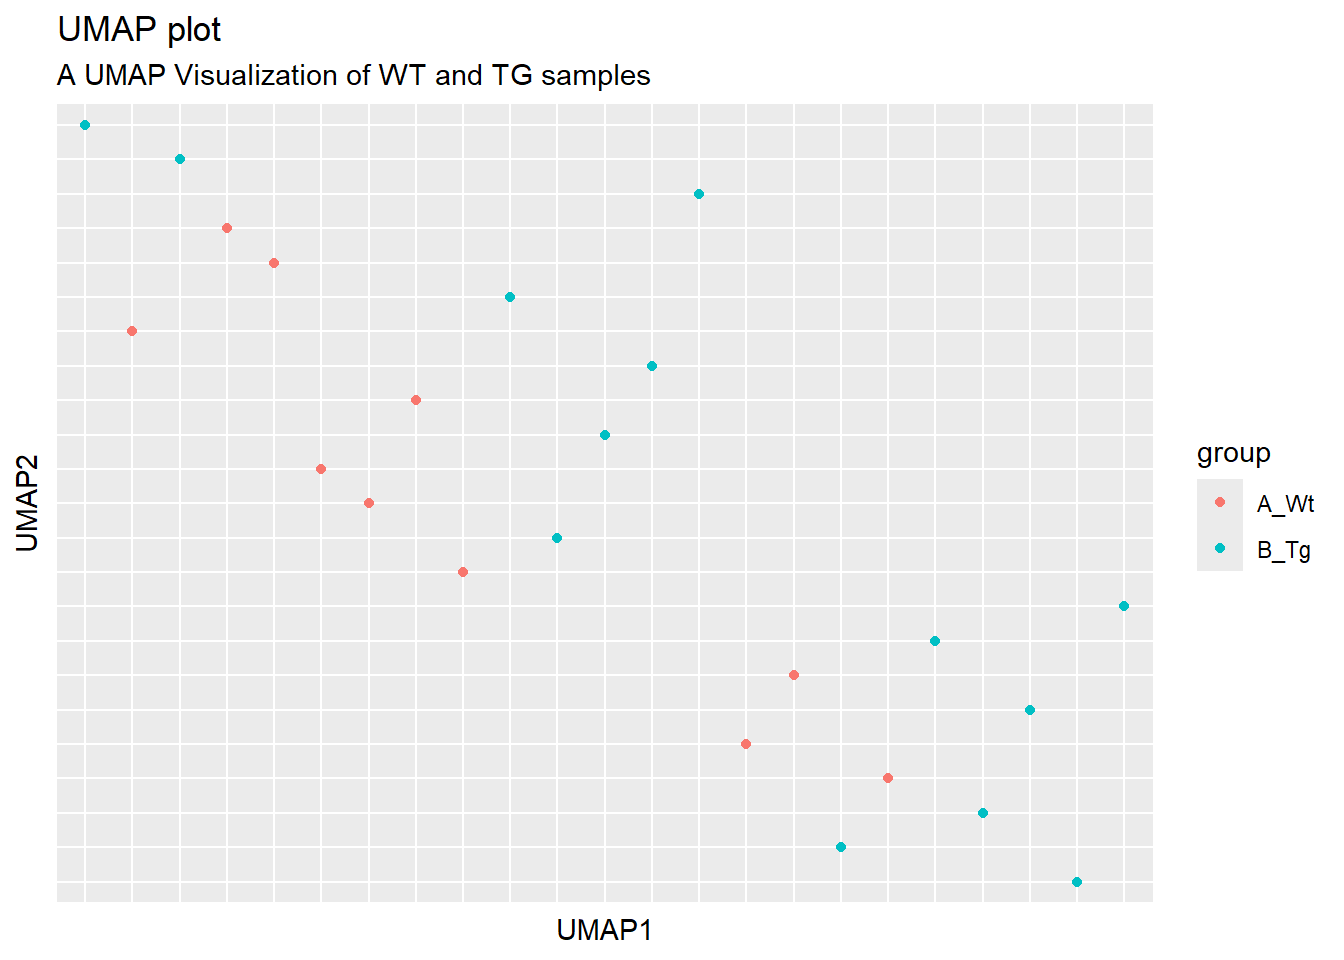 UMAP plot
A UMAP Visualization of WT and TG samples
UMAP2
UMAP1
group
A_Wt
B_Tg